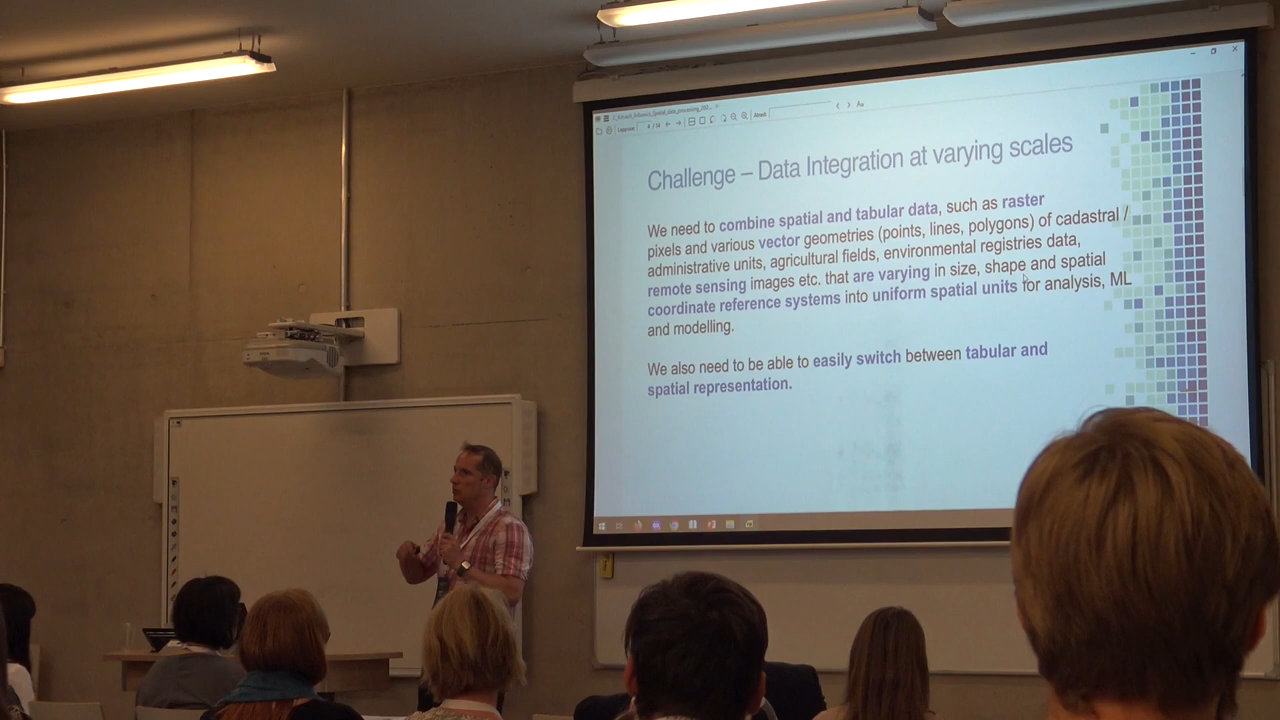 Challenge – Data Integration at varying scales
We need to combine spatial and tabular data, such as raster
pixels and various vector geometries (points, lines, polygons) of cadastral /
administrative units, agricultural fields, environmental registries data,
remote sensing images etc. that are varying in size, shape and spatial
coordinate reference systems into uniform spatial units for analysis, ML
and modelling.
We also need to be able to easily switch between tabular and
spatial representation.